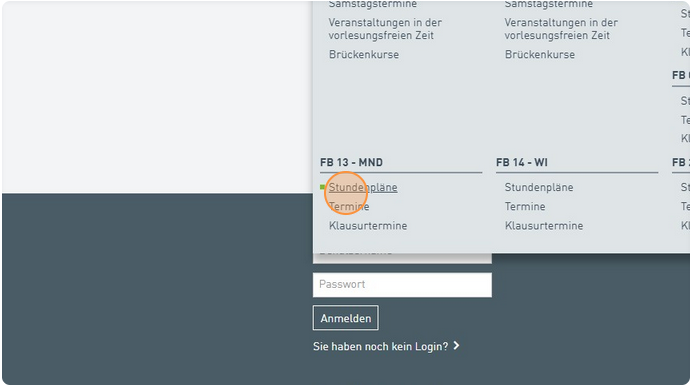 Samstagstermine
Veranstaltungen in der
vorlesungsfreien Zeit
Brückenkurse
Samstagstermine
Veranstaltungen in der
vorlesungsfreien Zeit
Brückenkurse
St
Te
Kl
FB
St
Te
Kl
FB 13 - MND
Stundenpläne
Termine
Klausurtermine
FB 14 - WI
Stundenpläne
Termine
Klausurtermine
FB
St
Te
Kl
Benutzername
Passwort
Anmelden
Sie haben noch kein Login?